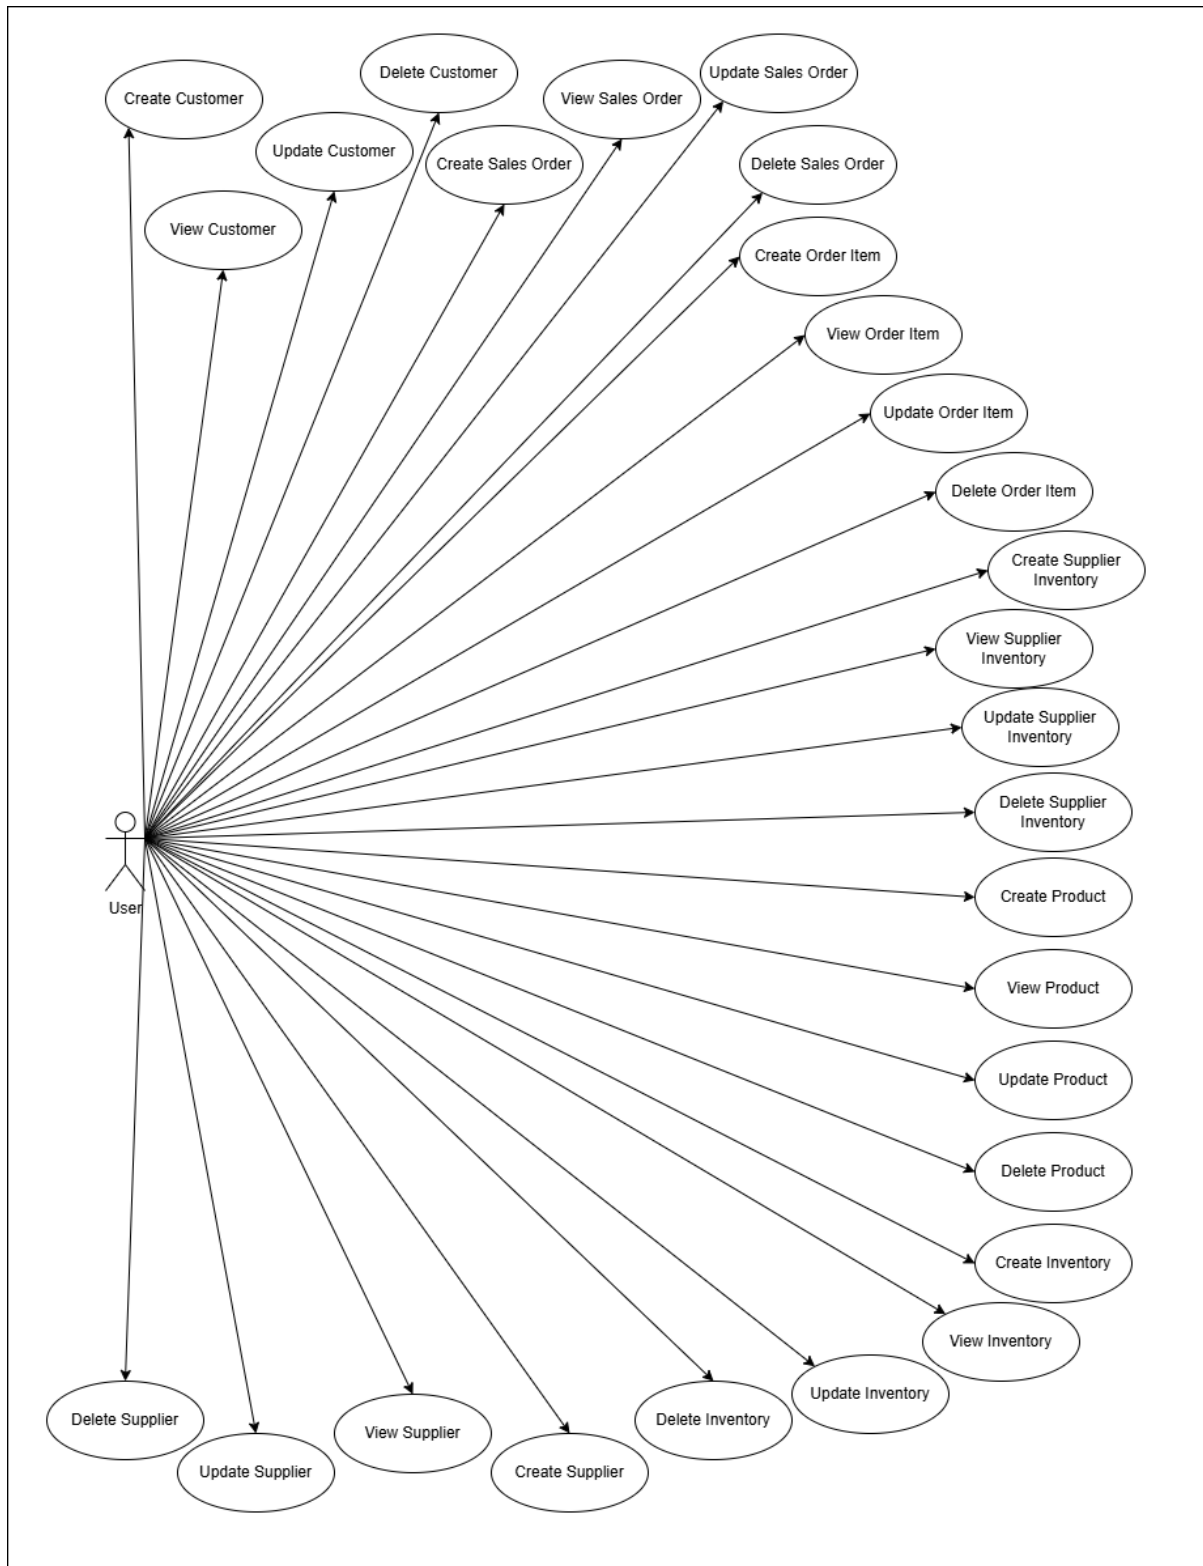 Delete Customer
Update Sales Order
Create Customer
View Sales Order
Update Customer
Create Sales Order
Delete Sales Order
View Customer
Create Order Item
View Order Item
Update Order Item
Delete Order Item
Create Supplier
Inventory
View Supplier
Inventory
Update Supplier
Inventory
Delete Supplier
Inventory
Create Product
User
View Product
Update Product
Delete Product
Create Inventory
View Inventory
Update Inventory
Delete Inventory
Delete Supplier
View Supplier
Update Supplier
Create Supplier